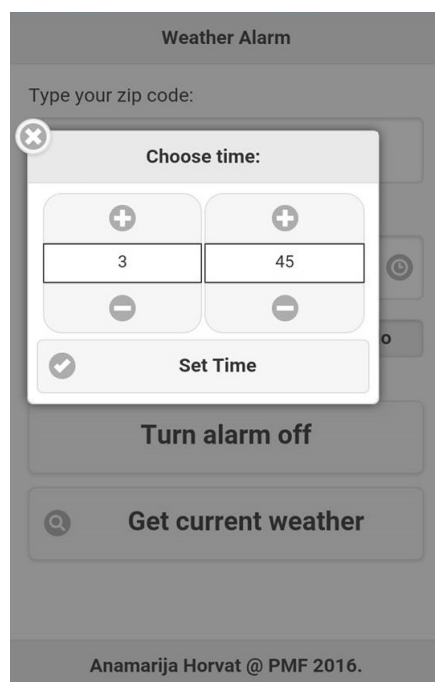 Weather Alarm
Type your zip code:
Choose time:
3 45
o
Set Time
Turn alarm off
Get current weather
Anamarija Horvat @ PMF 2016.